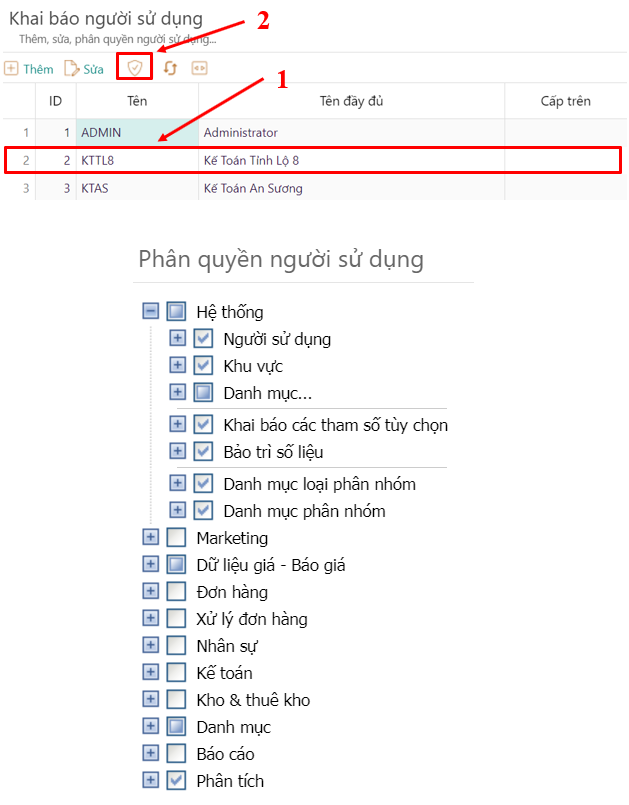 Khai báo người sử dụng
Thêm, sửa, phân quyền người sử dụng...
2
Thêm Sửa
1
ID Tên Tên đầy đủ Cấp trên
1 1 ADMIN Administrator
2 2 KTTL8 Kế Toán Tỉnh Lộ 8
3 3 KTAS Kế Toán An Sương
Phân quyền người sử dụng
Hệ thống
Người sử dụng
Khu vực
Danh mục...
Khai báo các tham số tùy chọn
Bảo trì số liệu
Danh mục loại phân nhóm
Danh mục phân nhóm
Marketing
Dữ liệu giá - Báo giá
Đơn hàng
Xử lý đơn hàng
Nhân sự
Kế toán
Kho & thuê kho
Danh mục
Báo cáo
Phân tích